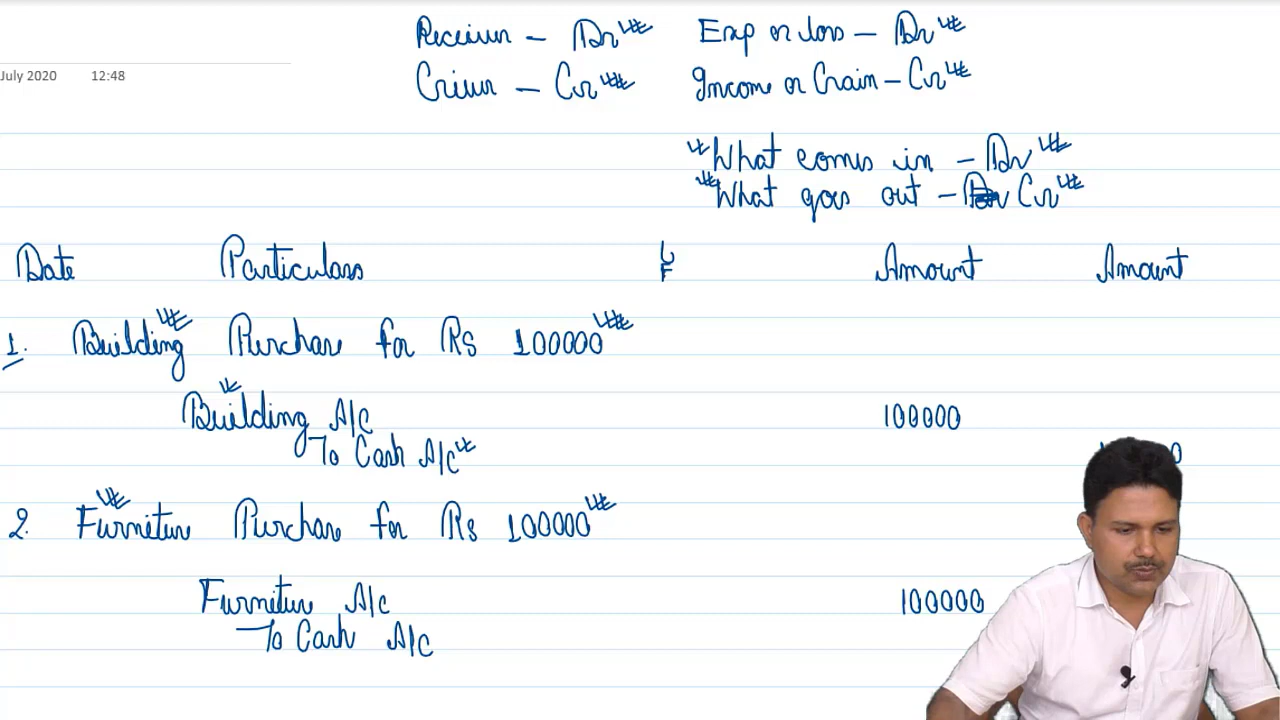 Receiver - Dr Exp or loss - Dr
Giver - Cr Income or Gain - Cr
July 2020 12:48
What comes in - Dr
What goes out - Cr
Date Particulars LF Amount Amount
1. Building Purchase for Rs 100000
Building A/c 100000
To Cash A/c
2. Furniture Purchase for Rs 100000
Furniture A/c 100000
To Cash A/c